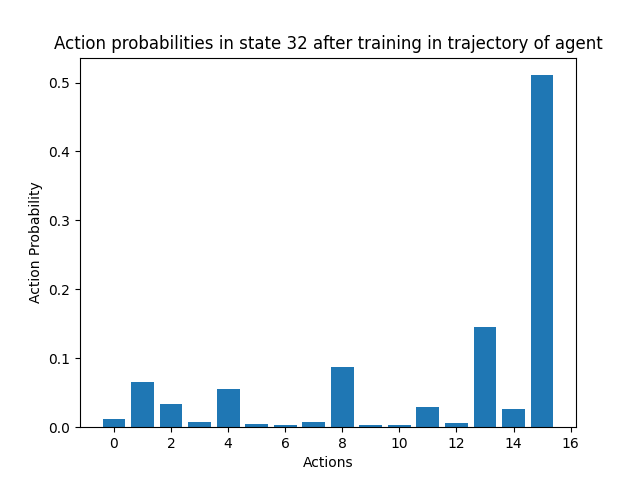 Action probabilities in state 32 after training in trajectory of agent
Action Probability
0.5
0.4
0.3
0.2
0.1
0.0
0 2 4 6 8 10 12 14 16
Actions